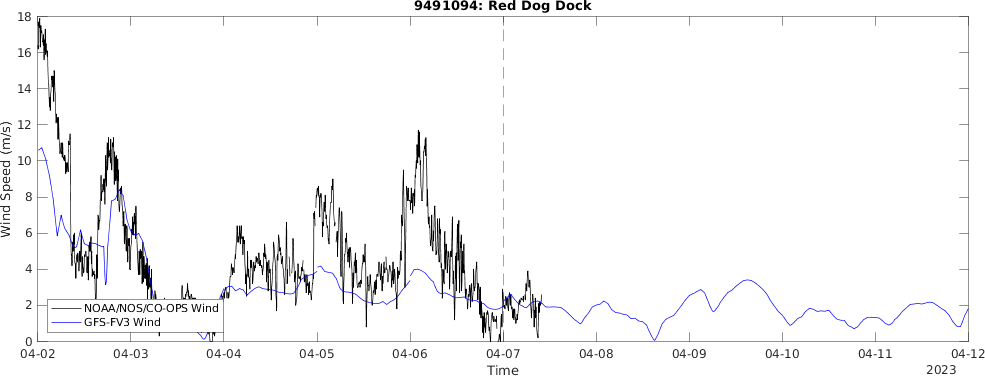 9491094: Red Dog Dock
18
16
14
12
10
8
6
4
2
0
Wind Speed (m/s)
NOAA/NOS/CO-OPS Wind
GFS-FV3 Wind
04-02 04-03 04-04 04-05 04-06 04-07 04-08 04-09 04-10 04-11 04-12
Time
2023